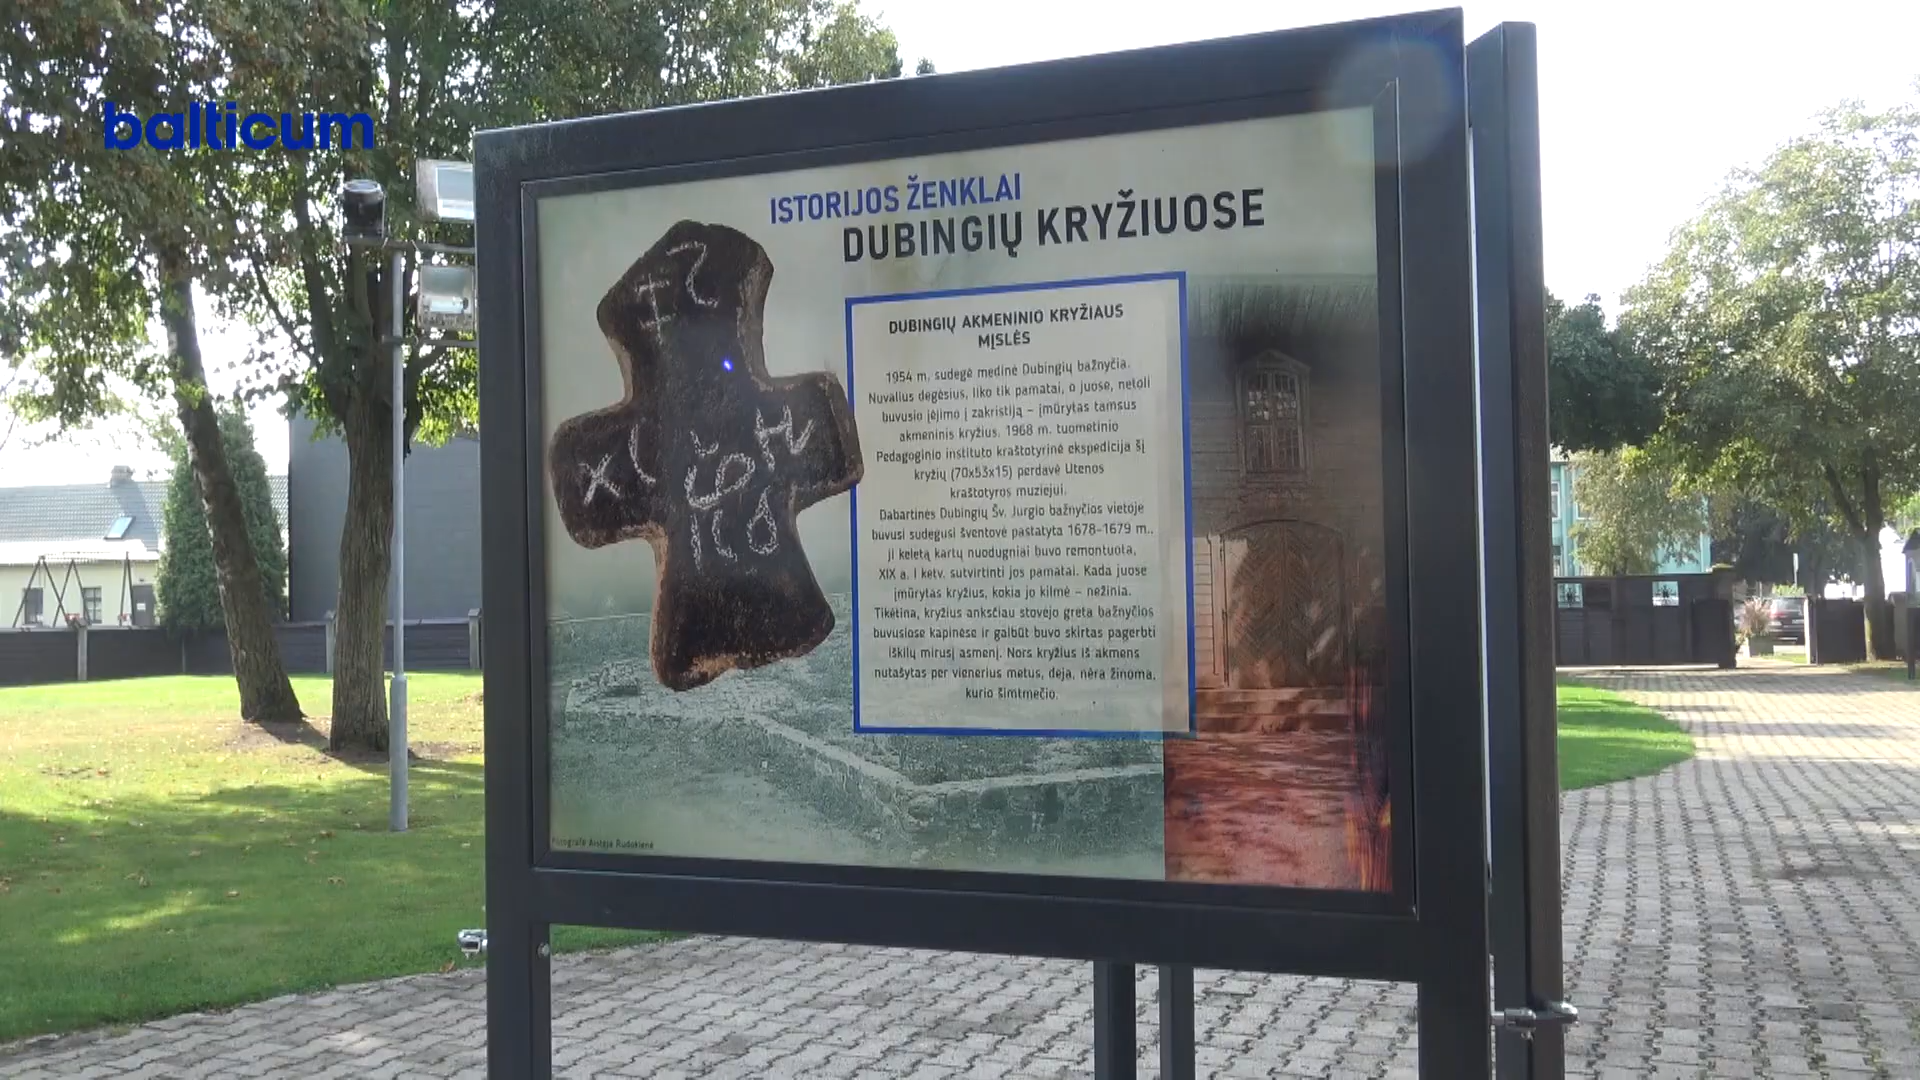 balticum
ISTORIJOS ŽENKLAI
DUBINGIŲ KRYŽIUOSE
DUBINGIŲ AKMENINIO KRYŽIAUS
MĮSLĖS
1954 m. sudegė medinė Dubingių bažnyčia.
Nuvalius degėsius, liko tik pamatai, o juose, netoli
buvusio įėjimo į zakristiją – įmūrytas tamsus
akmeninis kryžius. 1968 m. tuometinio
Pedagoginio instituto kraštotyrinė ekspedicija šį
kryžių (70x53x15) perdavė Utenos
kraštotyros muziejui.
Dabartinės Dubingių Šv. Jurgio bažnyčios vietoje
buvusi sudegusi šventovė pastatyta 1678–1679 m.,
ji keletą kartų nuodugniai buvo remontuota,
XIX a. I ketv. sutvirtinti jos pamatai. Kada juose
įmūrytas kryžius, kokia jo kilmė – nežinia.
Tikėtina, kryžius anksčiau stovėjo greta bažnyčios
buvusiose kapinėse ir galbūt buvo skirtas pagerbti
iškilų mirusį asmenį. Nors kryžius iš akmens
nutašytas per vienerius metus, deja, nėra žinoma,
kurio šimtmečio.
Fotografė Aistėja Rudokienė